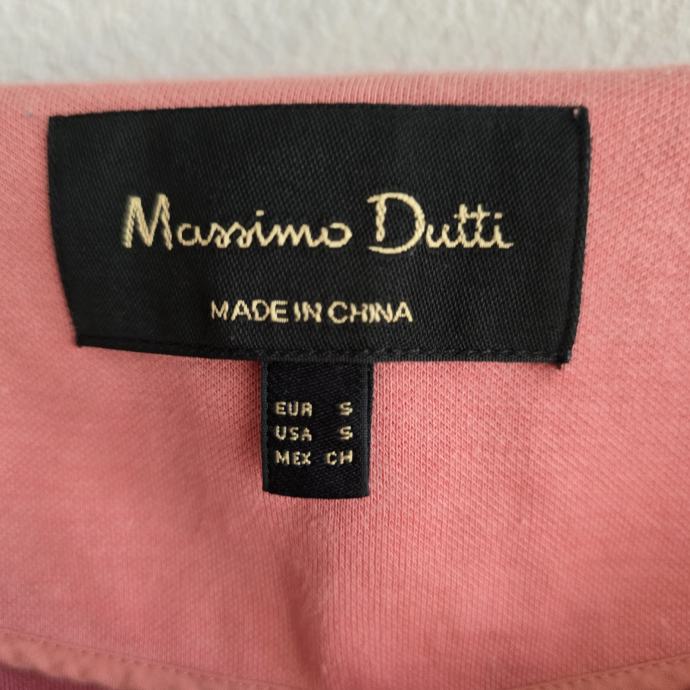 Massimo Dutti
MADE IN CHINA
EUR S
USA S
MEX CH